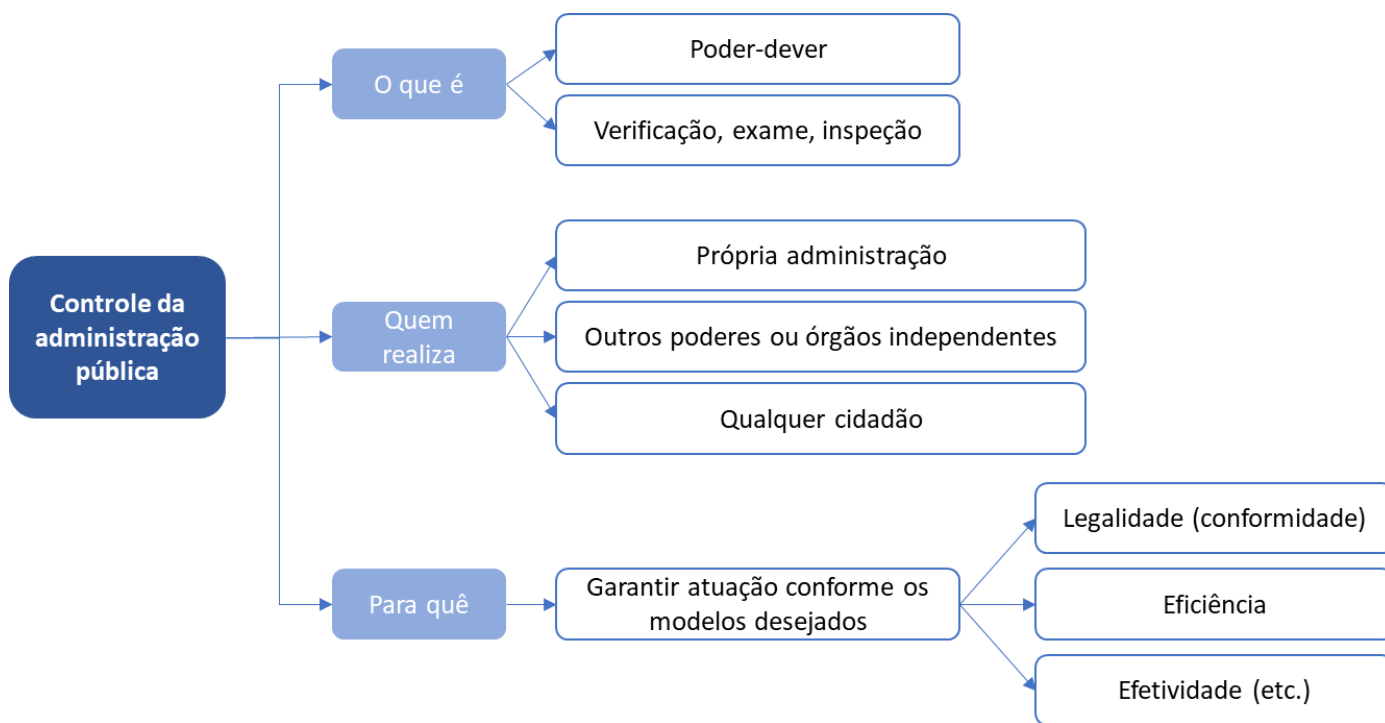 O que é
Poder-dever
Verificação, exame, inspeção
Controle da
administração
pública
Quem
realiza
Própria administração
Outros poderes ou órgãos independentes
Qualquer cidadão
Para quê
Garantir atuação conforme os
modelos desejados
Legalidade (conformidade)
Eficiência
Efetividade (etc.)